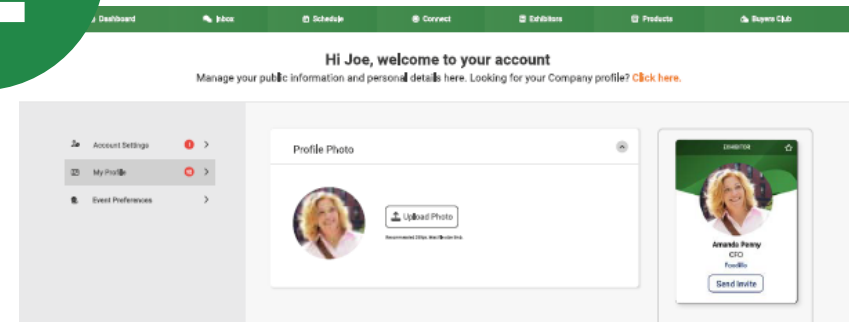 Dashboard
Inbox
Schedule
Connect
Exhibitors
Products
Buyers Club
Hi Joe, welcome to your account
Manage your public information and personal details here. Looking for your Company profile? Click here.
Account Settings
My Profile
Event Preferences
Profile Photo
Upload Photo
EXHIBITOR
Amanda Penny
CFO
Foodilio
Send Invite